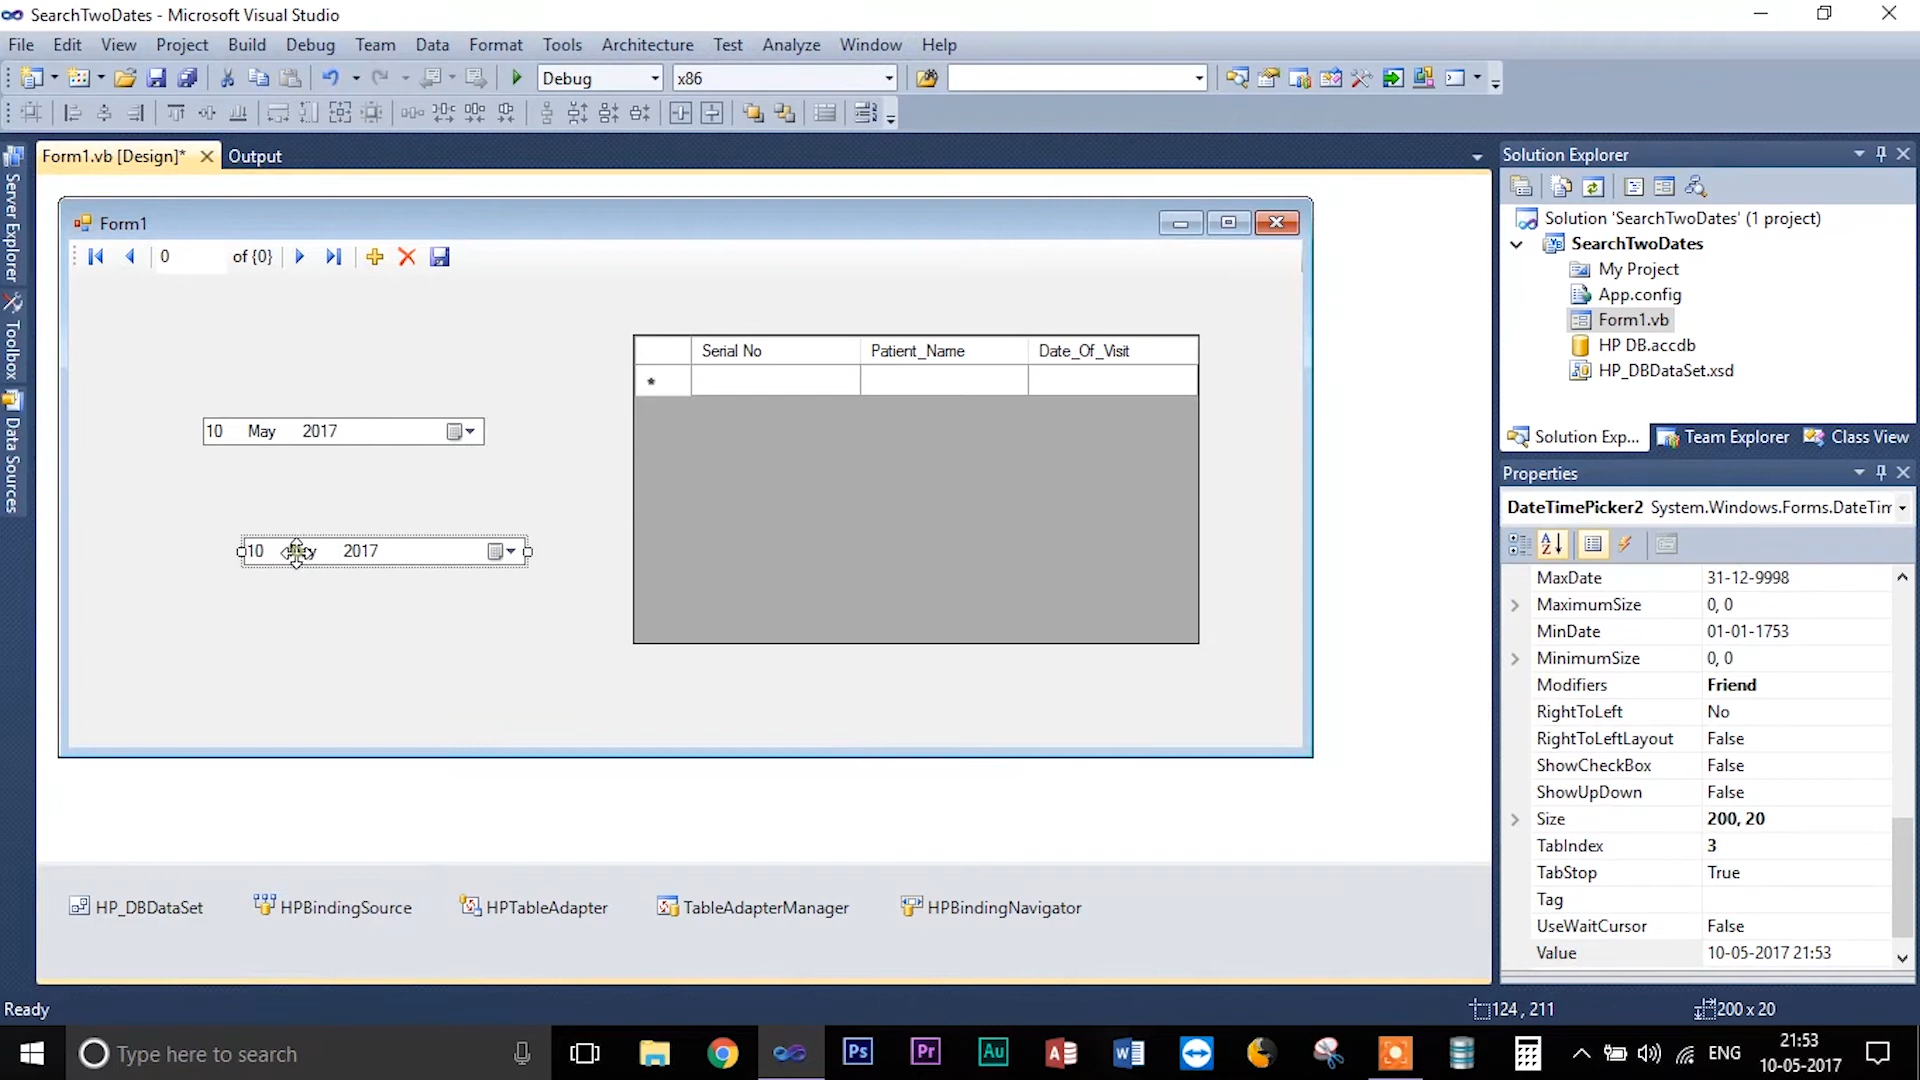 SearchTwoDates - Microsoft Visual Studio
File Edit View Project Build Debug Team Data Format Tools Architecture Test Analyze Window Help
Debug x86
Form1.vb [Design]* Output
Server Explorer
Toolbox
Data Sources
Form1
0 of {0}
Serial No Patient_Name Date_Of_Visit
*
10 May 2017
10 2017
HP_DBDataSet HPBindingSource HPTableAdapter TableAdapterManager HPBindingNavigator
Solution Explorer
Solution 'SearchTwoDates' (1 project)
SearchTwoDates
My Project
App.config
Form1.vb
HP DB.accdb
HP_DBDataSet.xsd
Solution Exp... Team Explorer Class View
Properties
DateTimePicker2 System.Windows.Forms.DateTim
MaxDate 31-12-9998
MaximumSize 0, 0
MinDate 01-01-1753
MinimumSize 0, 0
Modifiers Friend
RightToLeft No
RightToLeftLayout False
ShowCheckBox False
ShowUpDown False
Size 200, 20
TabIndex 3
TabStop True
Tag
UseWaitCursor False
Value 10-05-2017 21:53
Ready 124 , 211 200 x 20
Type here to search
Ps Pr Au
ENG
21:53
10-05-2017